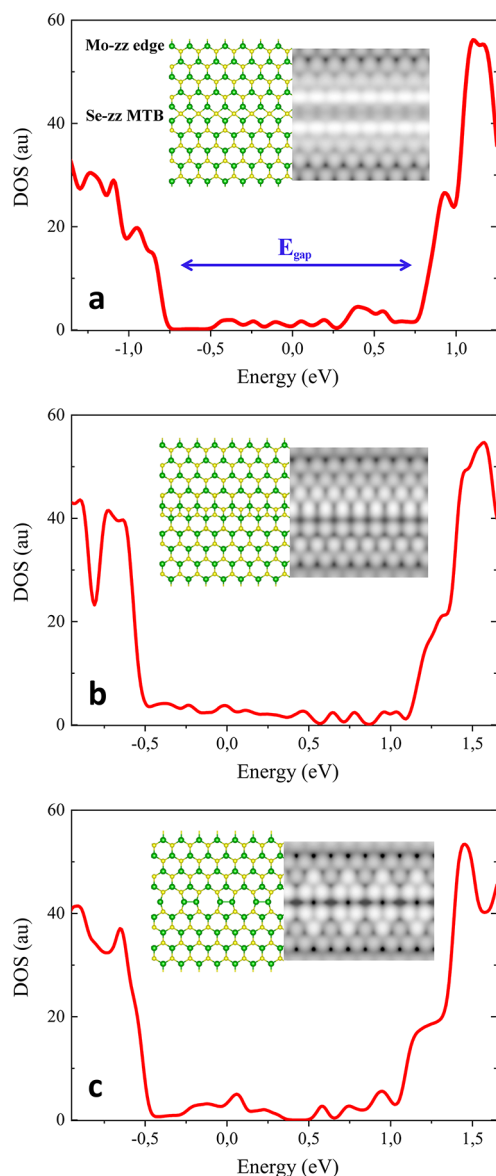 60
Mo-zz edge
Se-zz MTB
40
DOS (au)
20
E gap
a
0
-1,0 -0,5 0,0 0,5 1,0
Energy (eV)
60
40
DOS (au)
20
b
0
-0,5 0,0 0,5 1,0 1,5
Energy (eV)
60
40
DOS (au)
20
c
0
-0,5 0,0 0,5 1,0 1,5
Energy (eV)